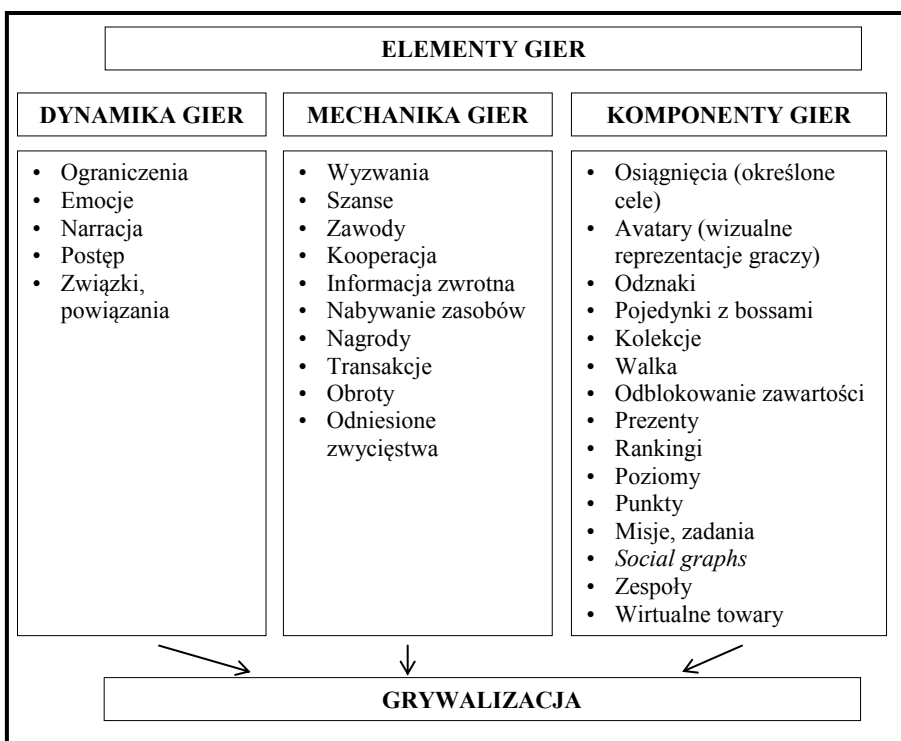 ELEMENTY GIER
DYNAMIKA GIER
• Ograniczenia
• Emocje
• Narracja
• Postęp
• Związki,
powiązania
MECHANIKA GIER
• Wyzwania
• Szanse
• Zawody
• Kooperacja
• Informacja zwrotna
• Nabywanie zasobów
• Nagrody
• Transakcje
• Obroty
• Odniesione
zwycięstwa
KOMPONENTY GIER
• Osiągnięcia (określone
cele)
• Avatary (wizualne
reprezentacje graczy)
• Odznaki
• Pojedynki z bossami
• Kolekcje
• Walka
• Odblokowanie zawartości
• Prezenty
• Rankingi
• Poziomy
• Punkty
• Misje, zadania
• Social graphs
• Zespoły
• Wirtualne towary
GRYWALIZACJA